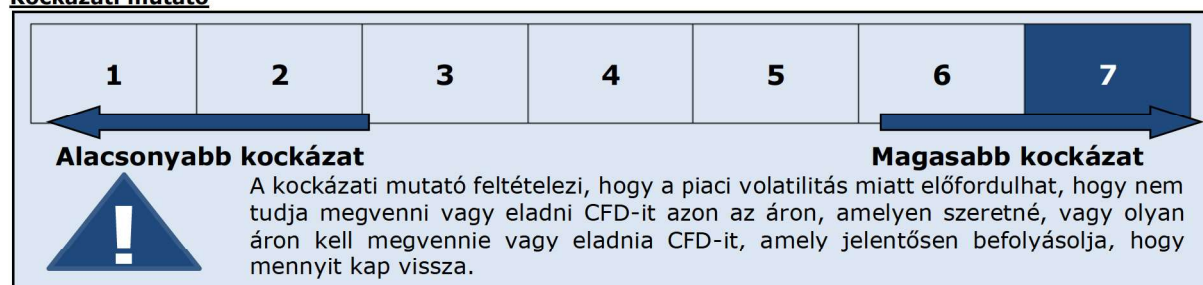 Kockázati mutató
1 2 3 4 5 6 7
Alacsonyabb kockázat Magasabb kockázat
A kockázati mutató feltételezi, hogy a piaci volatilitás miatt előfordulhat, hogy nem
tudja megvenni vagy eladni CFD-it azon az áron, amelyen szeretné, vagy olyan
áron kell megvennie vagy eladnia CFD-it, amely jelentősen befolyásolja, hogy
mennyit kap vissza.
!